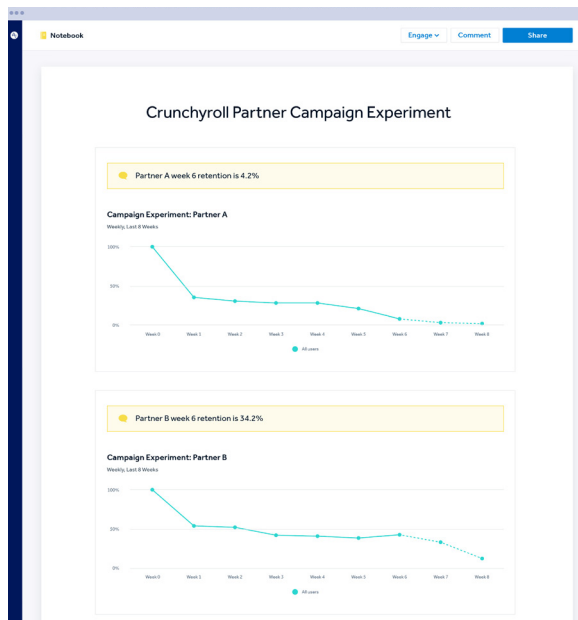 Notebook
Engage
Comment
Share
Crunchyroll Partner Campaign Experiment
Partner A week 6 retention is 4.2%
Campaign Experiment: Partner A
Weekly, Last 8 Weeks
100%
50%
0%
Week 0 Week 1 Week 2 Week 3 Week 4 Week 5 Week 6 Week 7 Week 8
All users
Partner B week 6 retention is 34.2%
Campaign Experiment: Partner B
Weekly, Last 8 Weeks
100%
50%
0%
Week 0 Week 1 Week 2 Week 3 Week 4 Week 5 Week 6 Week 7 Week 8
All users